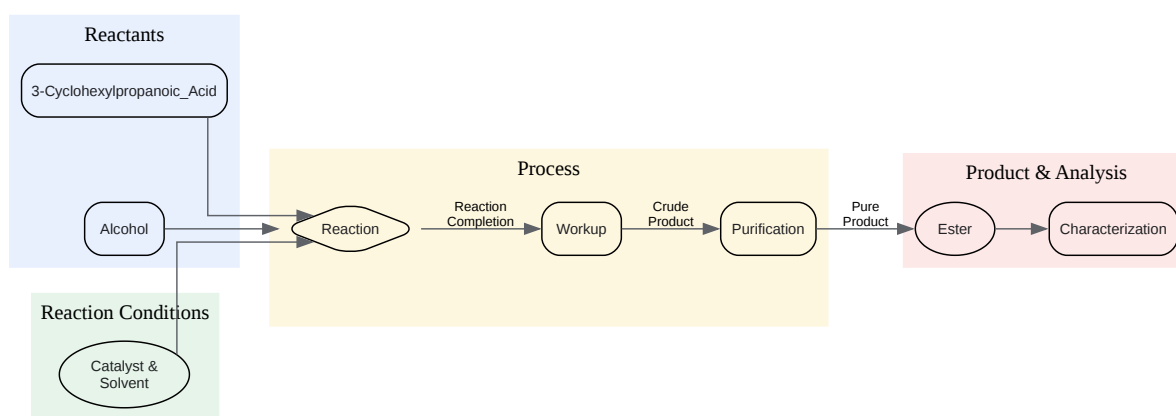 Reactants
3-Cyclohexylpropanoic_Acid
Alcohol
Reaction Conditions
Catalyst &
Solvent
Process
Reaction
Reaction
Completion
Workup
Crude
Product
Purification
Pure
Product
Product & Analysis
Ester
Characterization